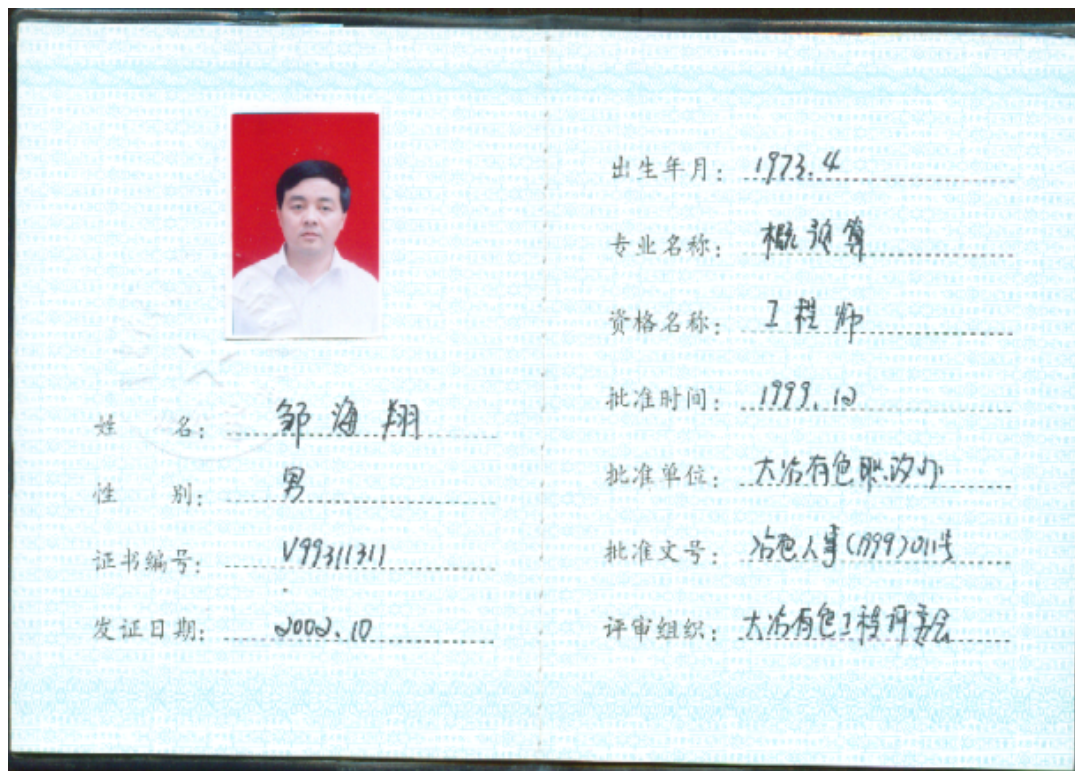 姓 名: 邹海翔
性 别: 男
证书编号: V99311311
发证日期: 2002.10
出生年月: 1973.4
专业名称: 概预算
资格名称: 工程师
批准时间: 1999.12
批准单位: 大冶有色职改办
批准文号: 冶色人事(1999)011号
评审组织: 大冶有色工程评委会